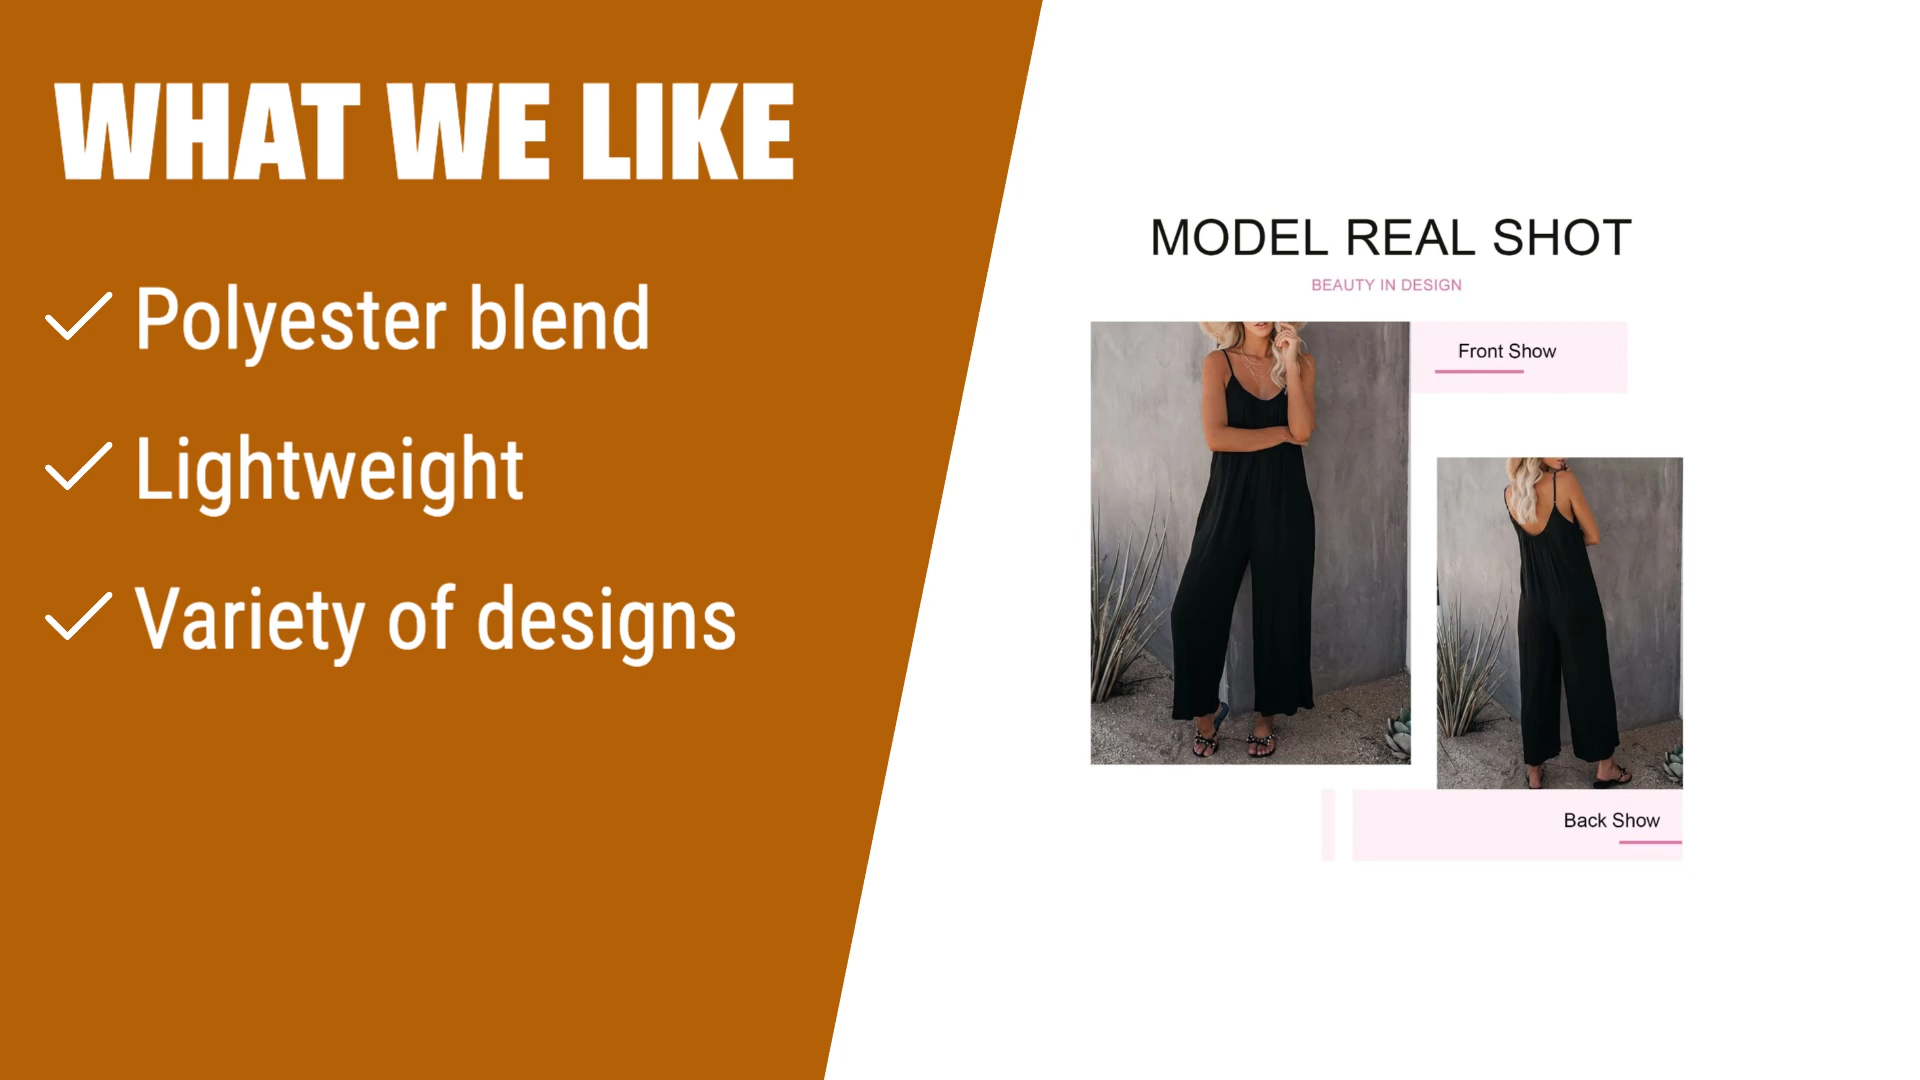 WHAT WE LIKE
Polyester blend
Lightweight
Variety of designs
MODEL REAL SHOT
BEAUTY IN DESIGN
Front Show
Back Show